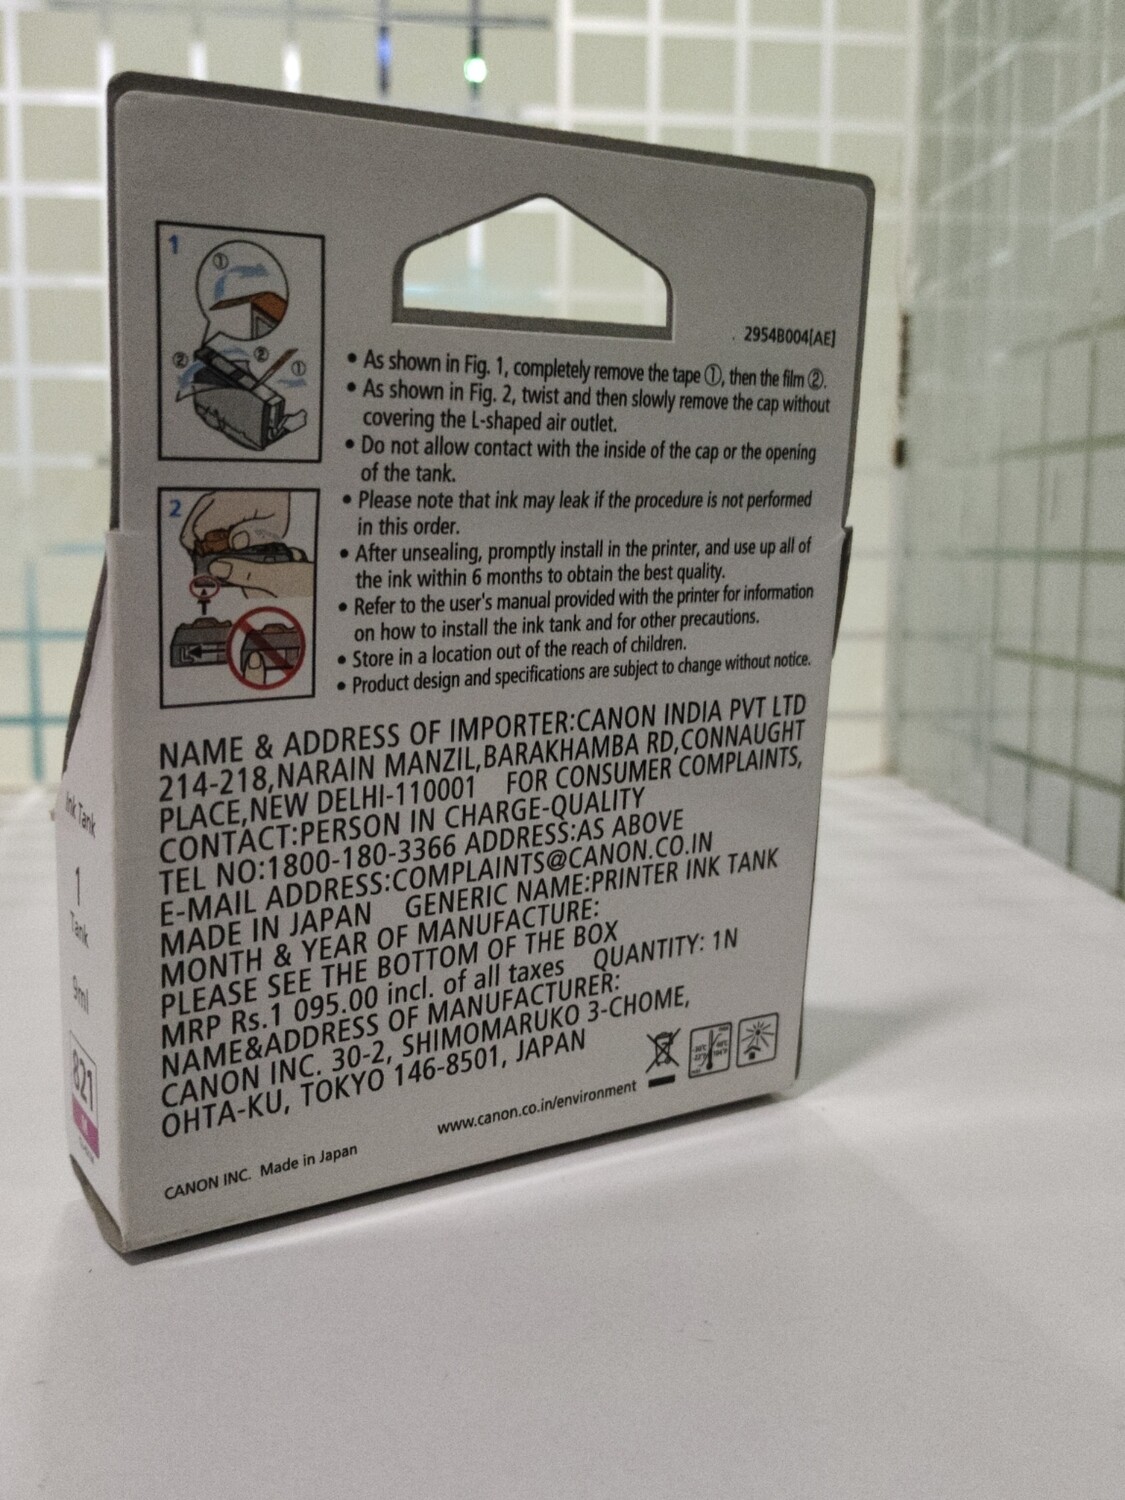 1
①
②
②
①
2
2954B004[AE]
• As shown in Fig. 1, completely remove the tape ①, then the film ②.
• As shown in Fig. 2, twist and then slowly remove the cap without
covering the L-shaped air outlet.
• Do not allow contact with the inside of the cap or the opening
of the tank.
• Please note that ink may leak if the procedure is not performed
in this order.
• After unsealing, promptly install in the printer, and use up all of
the ink within 6 months to obtain the best quality.
• Refer to the user's manual provided with the printer for information
on how to install the ink tank and for other precautions.
• Store in a location out of the reach of children.
• Product design and specifications are subject to change without notice.
NAME & ADDRESS OF IMPORTER:CANON INDIA PVT LTD
214-218,NARAIN MANZIL,BARAKHAMBA RD,CONNAUGHT
PLACE,NEW DELHI-110001 FOR CONSUMER COMPLAINTS,
CONTACT:PERSON IN CHARGE-QUALITY
TEL NO:1800-180-3366 ADDRESS:AS ABOVE
E-MAIL ADDRESS:COMPLAINTS@CANON.CO.IN
MADE IN JAPAN GENERIC NAME:PRINTER INK TANK
MONTH & YEAR OF MANUFACTURE:
PLEASE SEE THE BOTTOM OF THE BOX
MRP Rs.1 095.00 incl. of all taxes QUANTITY: 1N
NAME&ADDRESS OF MANUFACTURER:
CANON INC. 30-2, SHIMOMARUKO 3-CHOME,
OHTA-KU, TOKYO 146-8501, JAPAN
www.canon.co.in/environment
CANON INC. Made in Japan
Ink Tank
1
Tank
9ml
821
M